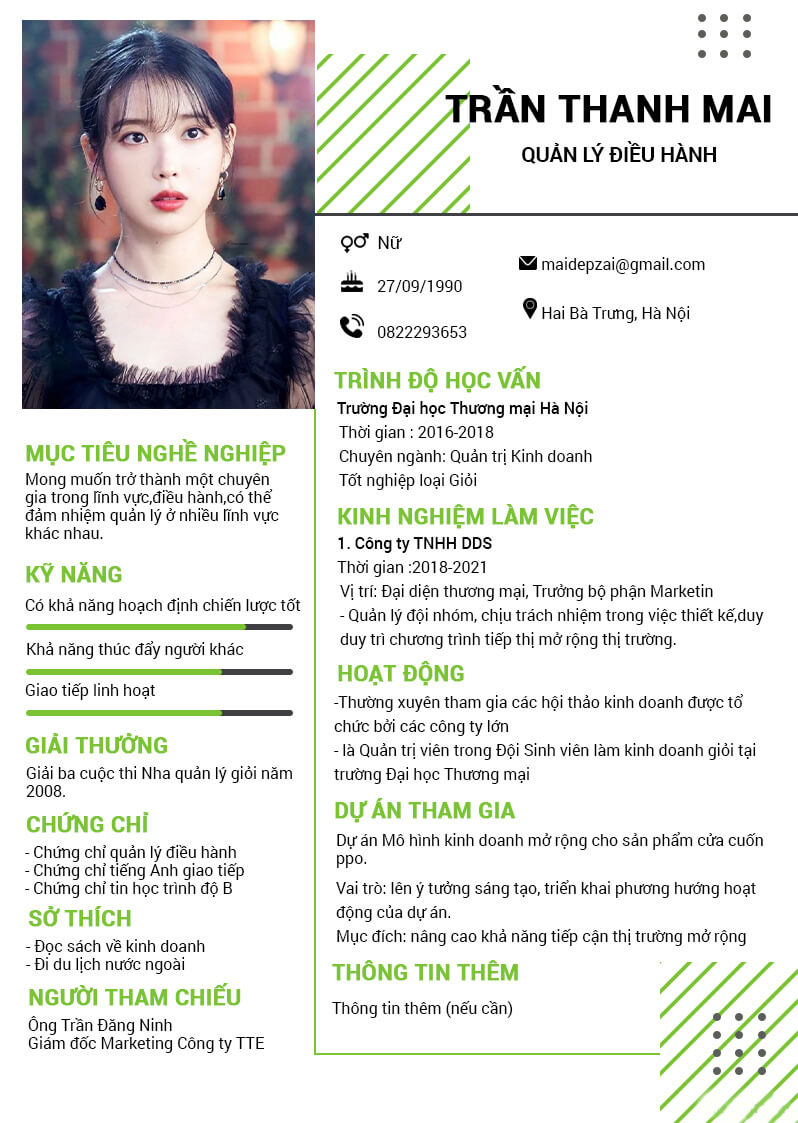 TRẦN THANH MAI
QUẢN LÝ ĐIỀU HÀNH
Nữ
27/09/1990
0822293653
maidepzai@gmail.com
Hai Bà Trưng, Hà Nội
MỤC TIÊU NGHỀ NGHIỆP
Mong muốn trở thành một chuyên
gia trong lĩnh vực,điều hành,có thể
đảm nhiệm quản lý ở nhiều lĩnh vực
khác nhau.
KỸ NĂNG
Có khả năng hoạch định chiến lược tốt
Khả năng thúc đẩy người khác
Giao tiếp linh hoạt
GIẢI THƯỞNG
Giải ba cuộc thi Nha quản lý giỏi năm
2008.
CHỨNG CHỈ
- Chứng chỉ quản lý điều hành
- Chứng chỉ tiếng Anh giao tiếp
- Chứng chỉ tin học trình độ B
SỞ THÍCH
- Đọc sách về kinh doanh
- Đi du lịch nước ngoài
NGƯỜI THAM CHIẾU
Ông Trần Đăng Ninh
Giám đốc Marketing Công ty TTE
TRÌNH ĐỘ HỌC VẤN
Trường Đại học Thương mại Hà Nội
Thời gian : 2016-2018
Chuyên ngành: Quản trị Kinh doanh
Tốt nghiệp loại Giỏi
KINH NGHIỆM LÀM VIỆC
1. Công ty TNHH DDS
Thời gian :2018-2021
Vị trí: Đại diện thương mại, Trưởng bộ phận Marketin
- Quản lý đội nhóm, chịu trách nhiệm trong việc thiết kế,duy
duy trì chương trình tiếp thị mở rộng thị trường.
HOẠT ĐỘNG
-Thường xuyên tham gia các hội thảo kinh doanh được tổ
chức bởi các công ty lớn
- là Quản trị viên trong Đội Sinh viên làm kinh doanh giỏi tại
trường Đại học Thương mại
DỰ ÁN THAM GIA
Dự án Mô hình kinh doanh mở rộng cho sản phẩm cửa cuốn
ppo.
Vai trò: lên ý tưởng sáng tạo, triển khai phương hướng hoạt
động của dự án.
Mục đích: nâng cao khả năng tiếp cận thị trường mở rộng
THÔNG TIN THÊM
Thông tin thêm (nếu cần)